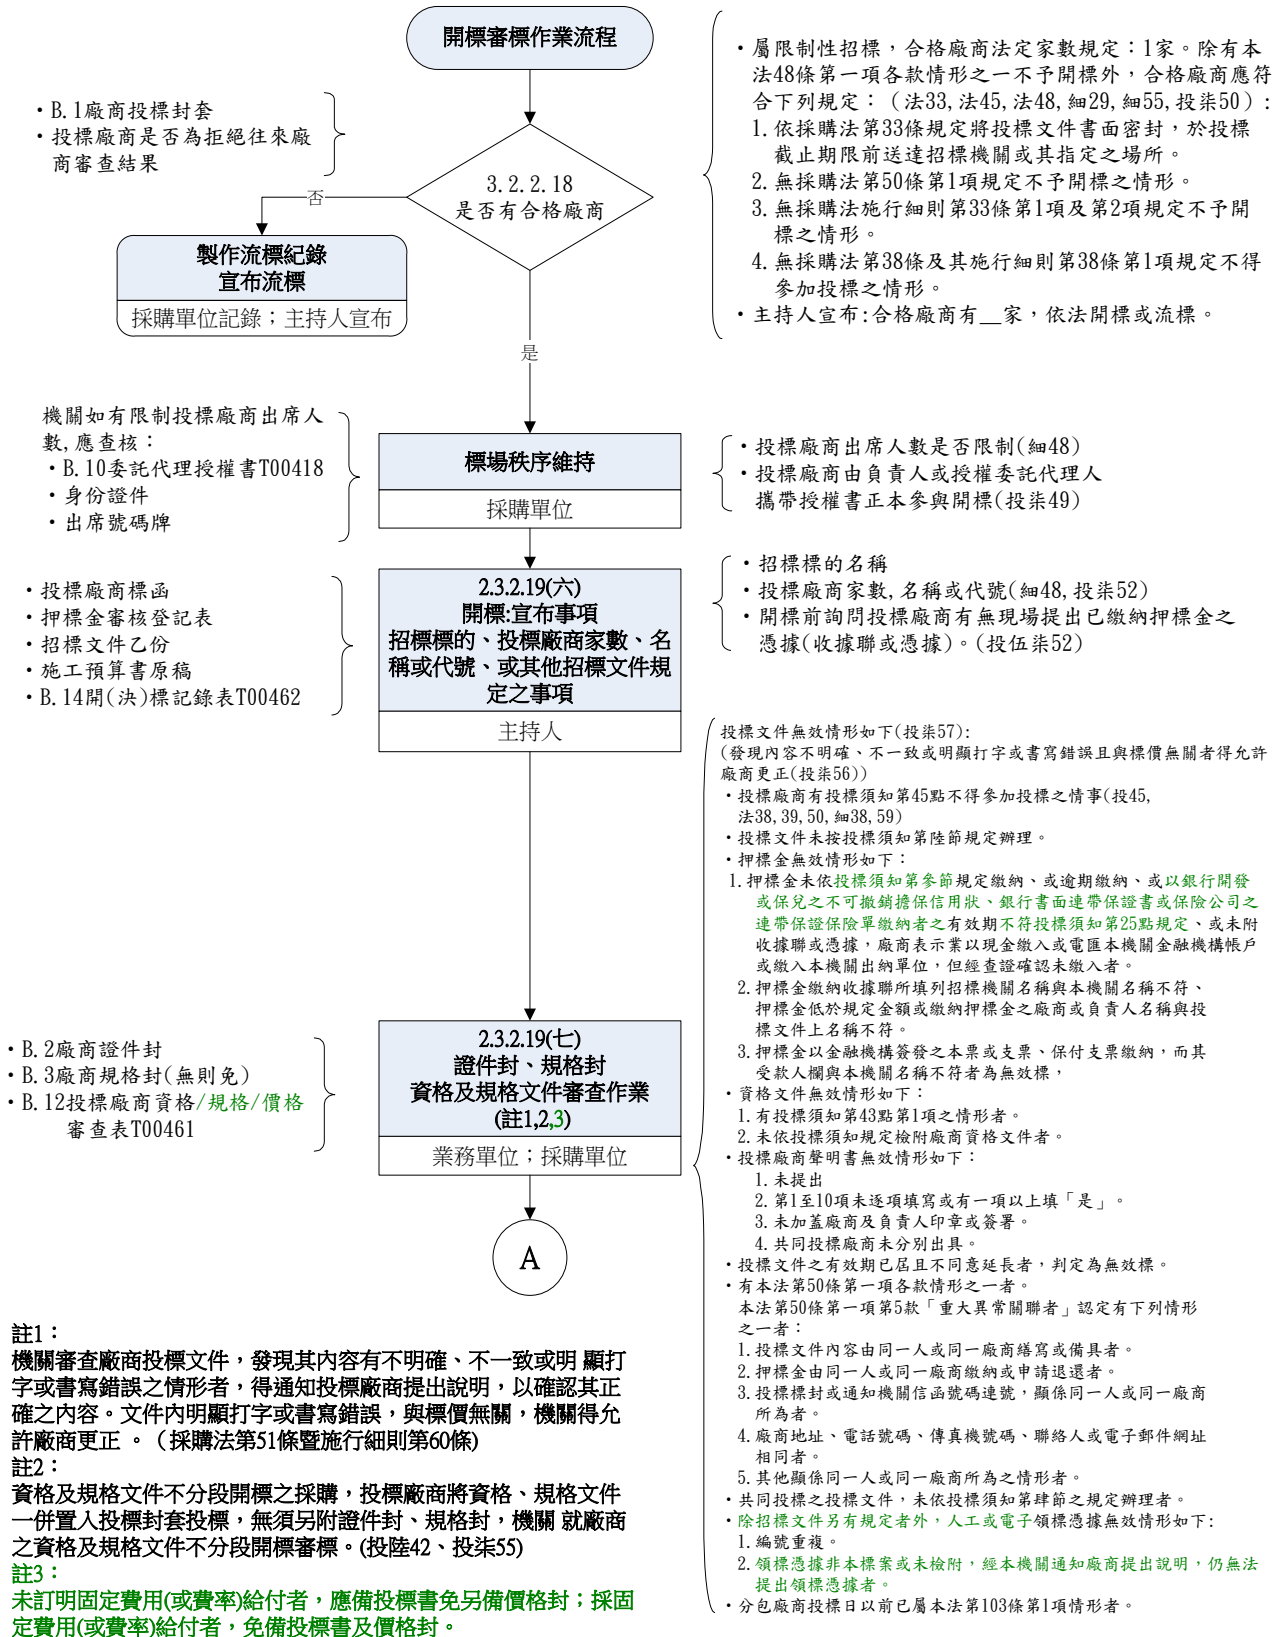 開標審標作業流程
・B.1廠商投標封套
・投標廠商是否為拒絕往來廠
商審查結果
3.2.2.18
是否有合格廠商
否
製作流標紀錄
宣布流標
採購單位記錄；主持人宣布
是
・屬限制性招標，合格廠商法定家數規定：1家。除有本
法48條第一項各款情形之一不予開標外，合格廠商應符
合下列規定：（法33,法45,法48,細29,細55,投柒50）:
1.依採購法第33條規定將投標文件書面密封，於投標
截止期限前送達招標機關或其指定之場所。
2.無採購法第50條第1項規定不予開標之情形。
3.無採購法施行細則第33條第1項及第2項規定不予開
標之情形。
4.無採購法第38條及其施行細則第38條第1項規定不得
參加投標之情形。
・主持人宣布:合格廠商有__家，依法開標或流標。
機關如有限制投標廠商出席人
數,應查核：
・B.10委託代理授權書T00418
・身份證件
・出席號碼牌
標場秩序維持
採購單位
・投標廠商出席人數是否限制(細48)
・投標廠商由負責人或授權委託代理人
攜帶授權書正本參與開標(投柒49)
・投標廠商標函
・押標金審核登記表
・招標文件乙份
・施工預算書原稿
・B.14開(決)標記錄表T00462
2.3.2.19(六)
開標:宣布事項
招標標的、投標廠商家數、名
稱或代號、或其他招標文件規
定之事項
主持人
・招標標的名稱
・投標廠商家數,名稱或代號(細48,投柒52)
・開標前詢問投標廠商有無現場提出已繳納押標金之
憑據(收據聯或憑據)。(投伍柒52)
・B.2廠商證件封
・B.3廠商規格封(無則免)
・B.12投標廠商資格/規格/價格
審查表T00461
2.3.2.19(七)
證件封、規格封
資格及規格文件審查作業
(註1,2,3)
業務單位；採購單位
A
投標文件無效情形如下(投柒57):
(發現內容不明確、不一致或明顯打字或書寫錯誤且與標價無關者得允許
廠商更正(投柒56))
・投標廠商有投標須知第45點不得參加投標之情事(投45,
法38,39,50,細38,59)
・投標文件未按投標須知第陸節規定辦理。
・押標金無效情形如下：
1.押標金未依投標須知第參節規定繳納、或逾期繳納、或以銀行開發
或保兌之不可撤銷擔保信用狀、銀行書面連帶保證書或保險公司之
連帶保證保險單繳納者之有效期不符投標須知第25點規定、或未附
收據聯或憑據，廠商表示業以現金繳入或電匯本機關金融機構帳戶
或繳入本機關出納單位，但經查證確認未繳入者。
2.押標金繳納收據聯所填列招標機關名稱與本機關名稱不符、
押標金低於規定金額或繳納押標金之廠商或負責人名稱與投
標文件上名稱不符。
3.押標金以金融機構簽發之本票或支票、保付支票繳納，而其
受款人欄與本機關名稱不符者為無效標，
・資格文件無效情形如下：
1.有投標須知第43點第1項之情形者。
2.未依投標須知規定檢附廠商資格文件者。
・投標廠商聲明書無效情形如下：
1.未提出
2.第1至10項未逐項填寫或有一項以上填「是」。
3.未加蓋廠商及負責人印章或簽署。
4.共同投標廠商未分別出具。
・投標文件之有效期已屆且不同意延長者，判定為無效標。
・有本法第50條第一項各款情形之一者。
本法第50條第一項第5款「重大異常關聯者」認定有下列情形
之一者：
1.投標文件內容由同一人或同一廠商繕寫或備具者。
2.押標金由同一人或同一廠商繳納或申請退還者。
3.投標標封或通知機關信函號碼連號，顯係同一人或同一廠商
所為者。
4.廠商地址、電話號碼、傳真機號碼、聯絡人或電子郵件網址
相同者。
5.其他顯係同一人或同一廠商所為之情形者。
・共同投標之投標文件，未依投標須知第肆節之規定辦理者。
・除招標文件另有規定者外，人工或電子領標憑據無效情形如下:
1.編號重複。
2.領標憑據非本標案或未檢附，經本機關通知廠商提出說明，仍無法
提出領標憑據者。
・分包廠商投標日以前已屬本法第103條第1項情形者。
註1：
機關審查廠商投標文件，發現其內容有不明確、不一致或明 顯打
字或書寫錯誤之情形者，得通知投標廠商提出說明，以確認其正
確之內容。文件內明顯打字或書寫錯誤，與標價無關，機關得允
許廠商更正 。（採購法第51條暨施行細則第60條)
註2：
資格及規格文件不分段開標之採購，投標廠商將資格、規格文件
一併置入投標封套投標，無須另附證件封、規格封，機關 就廠商
之資格及規格文件不分段開標審標。(投陸42、投柒55)
註3：
未訂明固定費用(或費率)給付者，應備投標書免另備價格封；採固
定費用(或費率)給付者，免備投標書及價格封。